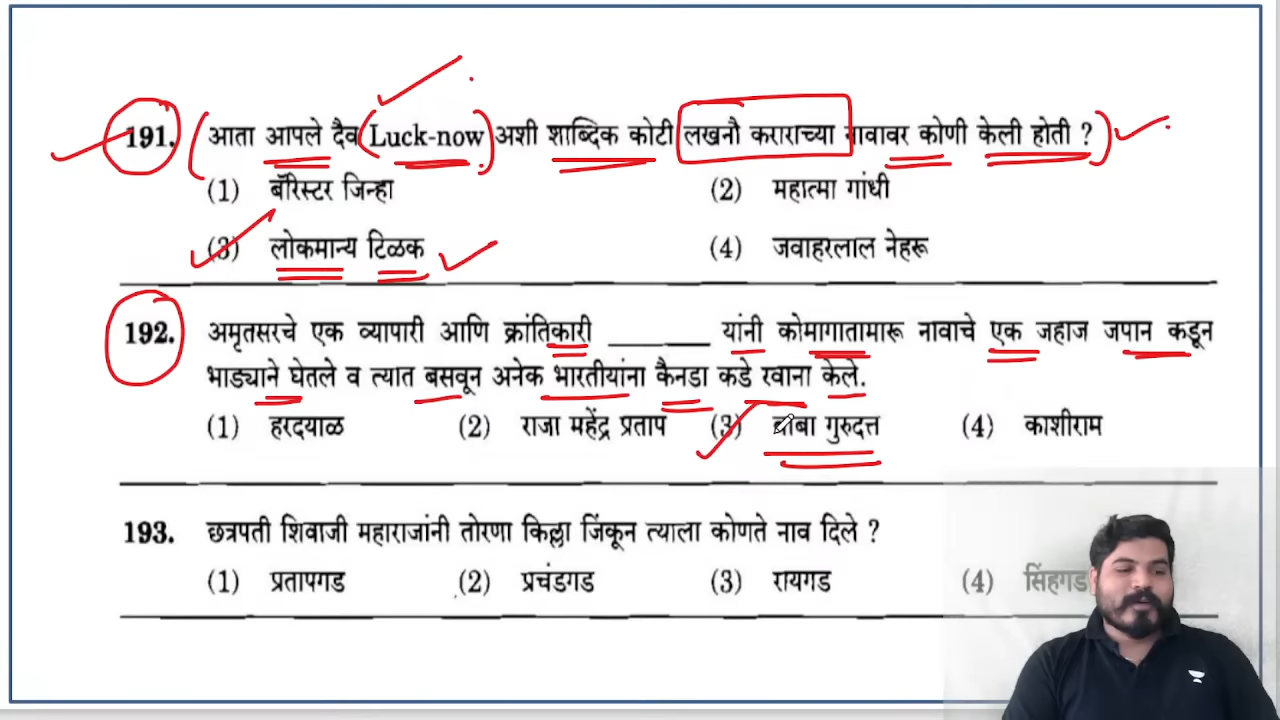 191. आता आपले दैव Luck-now अशी शाब्दिक कोटी लखनौ कराराच्या नावावर कोणी केली होती ?
(1) बॅरिस्टर जिन्हा (2) महात्मा गांधी
(3) लोकमान्य टिळक (4) जवाहरलाल नेहरू
192. अमृतसरचे एक व्यापारी आणि क्रांतिकारी ______ यांनी कोमागातामारू नावाचे एक जहाज जपान कडून
भाड्याने घेतले व त्यात बसवून अनेक भारतीयांना कैनडा कडे रवाना केले.
(1) हरदयाळ (2) राजा महेंद्र प्रताप (3) बाबा गुरुदत्त (4) काशीराम
193. छत्रपती शिवाजी महाराजांनी तोरणा किल्ला जिंकून त्याला कोणते नाव दिले ?
(1) प्रतापगड (2) प्रचंडगड (3) रायगड (4) सिंहगड